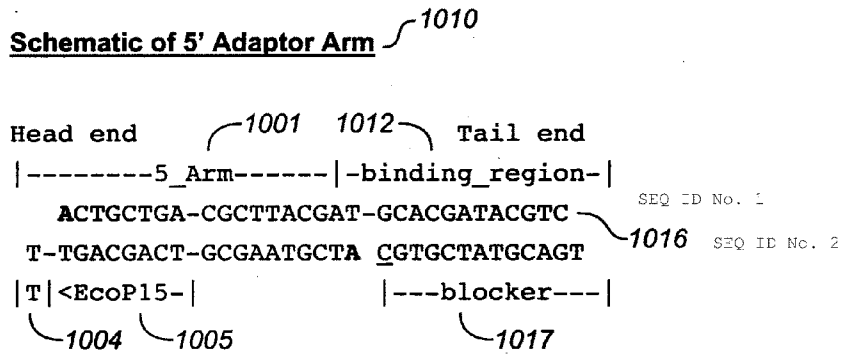 1010
Schematic of 5' Adaptor Arm
1001 1012
Head end Tail end
|--------5_Arm------|-binding_region-|
SEQ ID No. 1
ACTGCTGA-CGCTTACGAT-GCACGATACGTC
1016 SEQ ID No. 2
T-TGACGACT-GCGAATGCTA CGTGCTATGCAGT
|T|<EcoP15-| |---blocker---|
1004 1005 1017